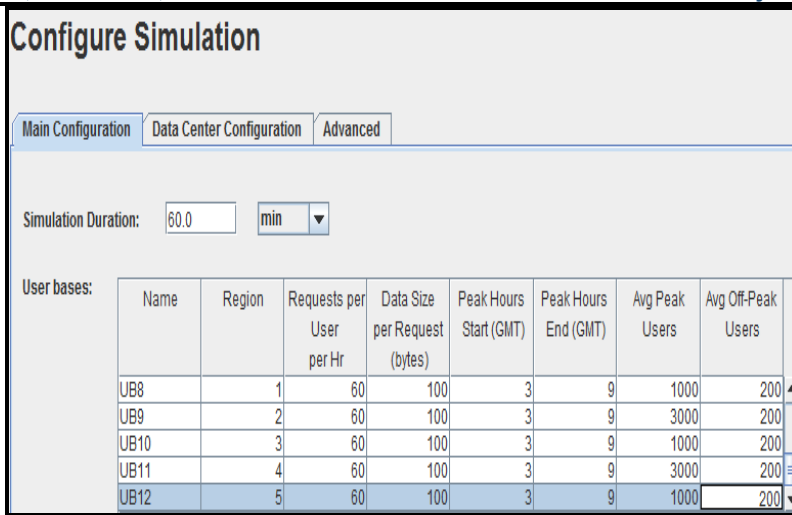 Configure Simulation
Main Configuration Data Center Configuration Advanced
Simulation Duration: 60.0 min
User bases:
Name Region Requests per User per Hr Data Size per Request (bytes) Peak Hours Start (GMT) Peak Hours End (GMT) Avg Peak Users Avg Off-Peak Users
UB8 1 60 100 3 9 1000 200
UB9 2 60 100 3 9 3000 200
UB10 3 60 100 3 9 1000 200
UB11 4 60 100 3 9 3000 200
UB12 5 60 100 3 9 1000 200